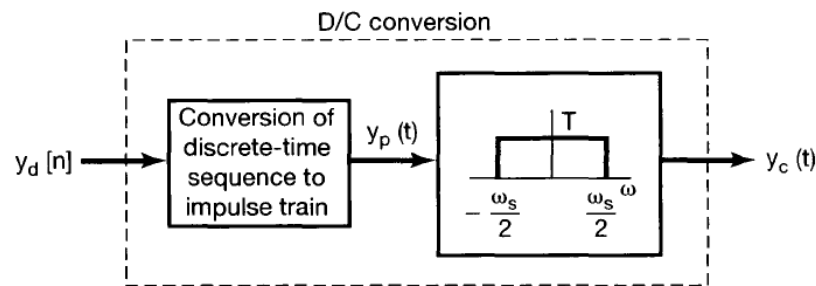 D/C conversion
Conversion of
discrete-time
sequence to
impulse train
y_d [n]
y_p (t)
T
ω
- ω_s/2
ω_s/2
y_c (t)